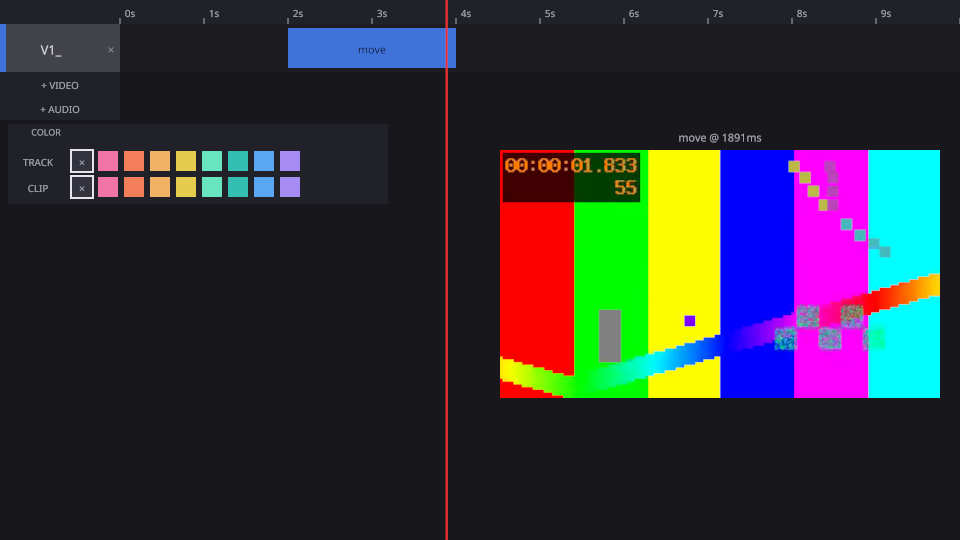 0s 1s 2s 3s 4s 5s 6s 7s 8s 9s
V1_ × move
+ VIDEO
+ AUDIO
COLOR
move @ 1891ms
TRACK ×
CLIP ×
00:00:01.833
55